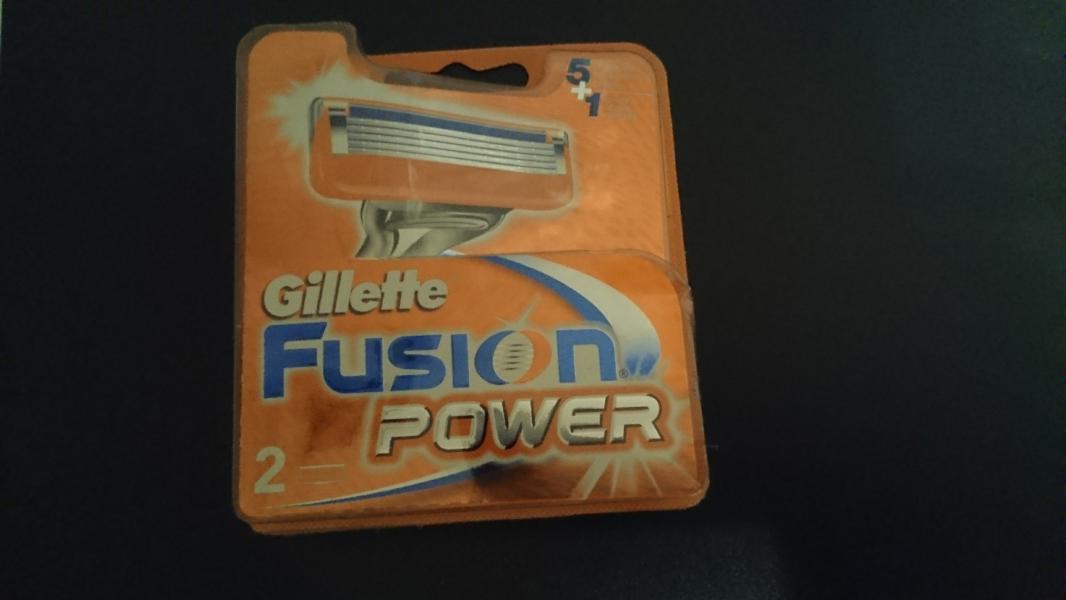 5
+1
Gillette
FUSION®
POWER
2